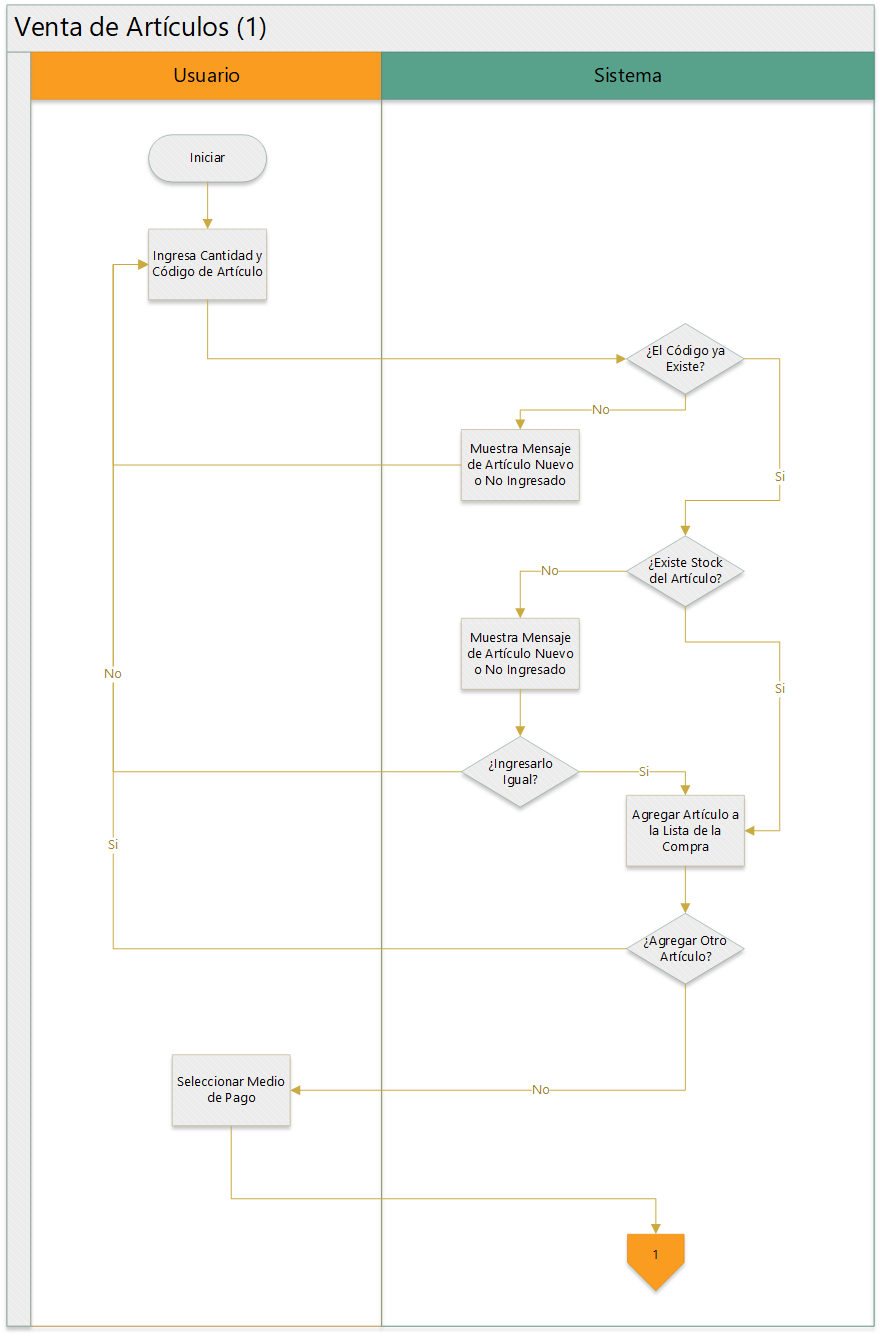 Venta de Artículos (1)
Usuario
Sistema
Iniciar
Ingresa Cantidad y
Código de Artículo
¿El Código ya
Existe?
No
Muestra Mensaje
de Artículo Nuevo
o No Ingresado
Si
¿Existe Stock
del Artículo?
No
Muestra Mensaje
de Artículo Nuevo
o No Ingresado
No
Si
¿Ingresarlo
Igual?
Si
Agregar Artículo a
la Lista de la
Compra
Si
¿Agregar Otro
Artículo?
Seleccionar Medio
de Pago
No
1